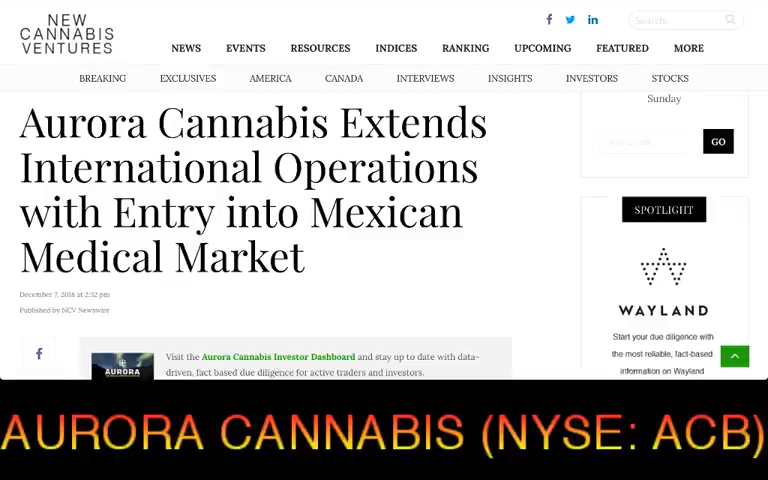 NEW
CANNABIS
VENTURES
Search...
NEWS EVENTS RESOURCES INDICES RANKING UPCOMING FEATURED MORE
BREAKING EXCLUSIVES AMERICA CANADA INTERVIEWS INSIGHTS INVESTORS STOCKS
Aurora Cannabis Extends
International Operations
with Entry into Mexican
Medical Market
December 7, 2018 at 2:32 pm
Published by NCV Newswire
Visit the Aurora Cannabis Investor Dashboard and stay up to date with data-
driven, fact based due diligence for active traders and investors.
AURORA
Sunday
GO
SPOTLIGHT
WAYLAND
Start your due diligence with
the most reliable, fact-based
information on Wayland
AURORA CANNABIS (NYSE: ACB)